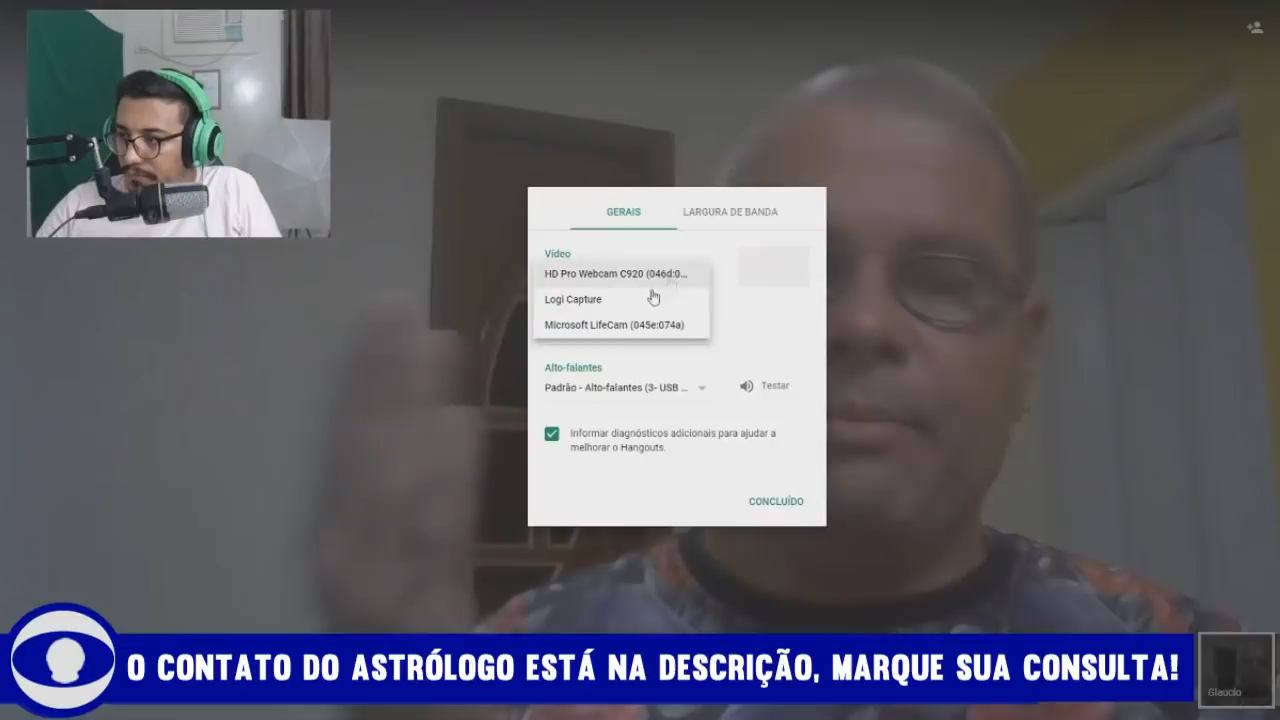 GERAIS
LARGURA DE BANDA
Vídeo
HD Pro Webcam C920 (046d:0...
Logi Capture
Microsoft LifeCam (045e:074a)
Alto-falantes
Padrão - Alto-falantes (3- USB ...
Testar
Informar diagnósticos adicionais para ajudar a
melhorar o Hangouts.
CONCLUÍDO
O CONTATO DO ASTRÓLOGO ESTÁ NA DESCRIÇÃO, MARQUE SUA CONSULTA!
Glaucio